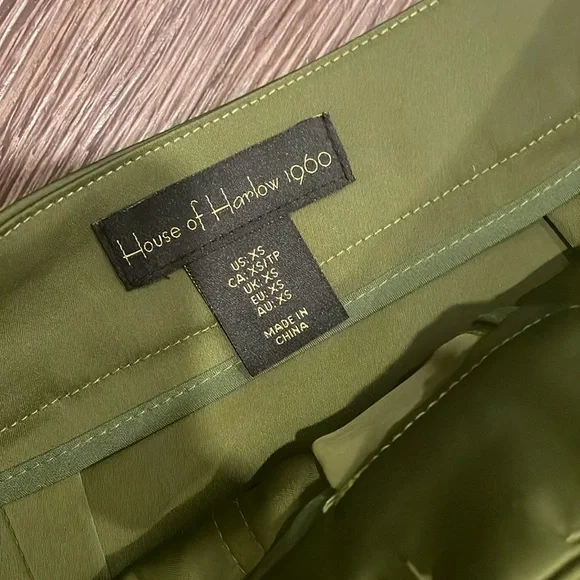 House of Harlow 1960
US: XS
CA: XS/TP
UK: XS
EU: XS
AU: XS
MADE IN
CHINA